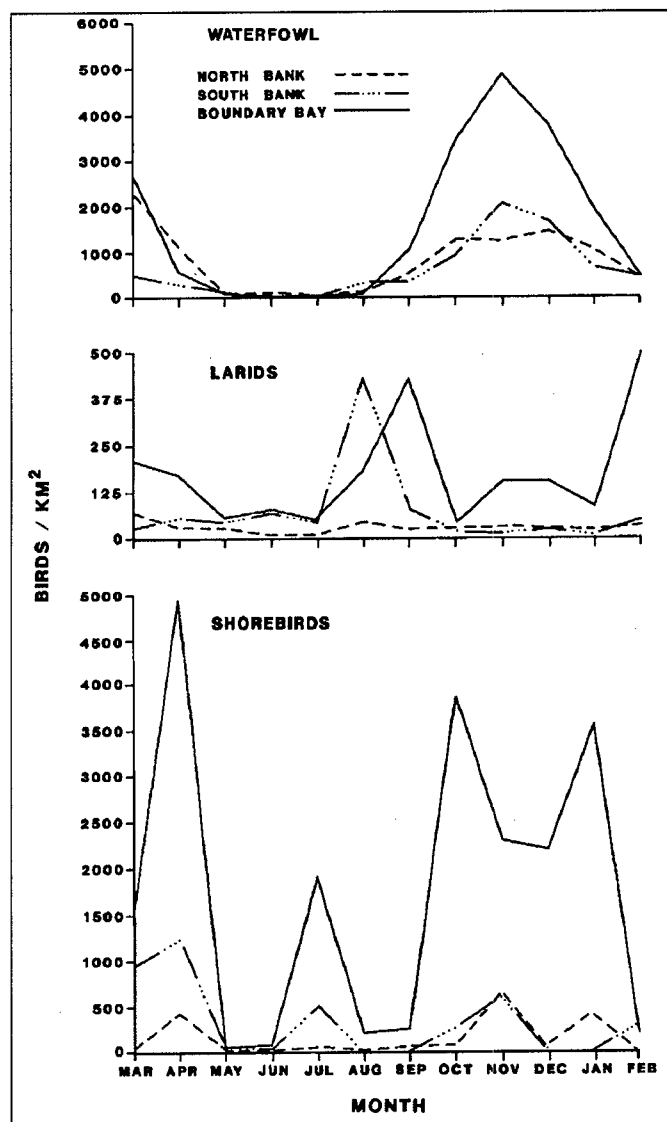 WATERFOWL
NORTH BANK
SOUTH BANK
BOUNDARY BAY
6000
5000
4000
3000
2000
1000
0
LARIDS
500
375
250
125
0
BIRDS / KM²
SHOREBIRDS
5000
4500
4000
3500
3000
2500
2000
1500
1000
500
0
MAR APR MAY JUN JUL AUG SEP OCT NOV DEC JAN FEB
MONTH